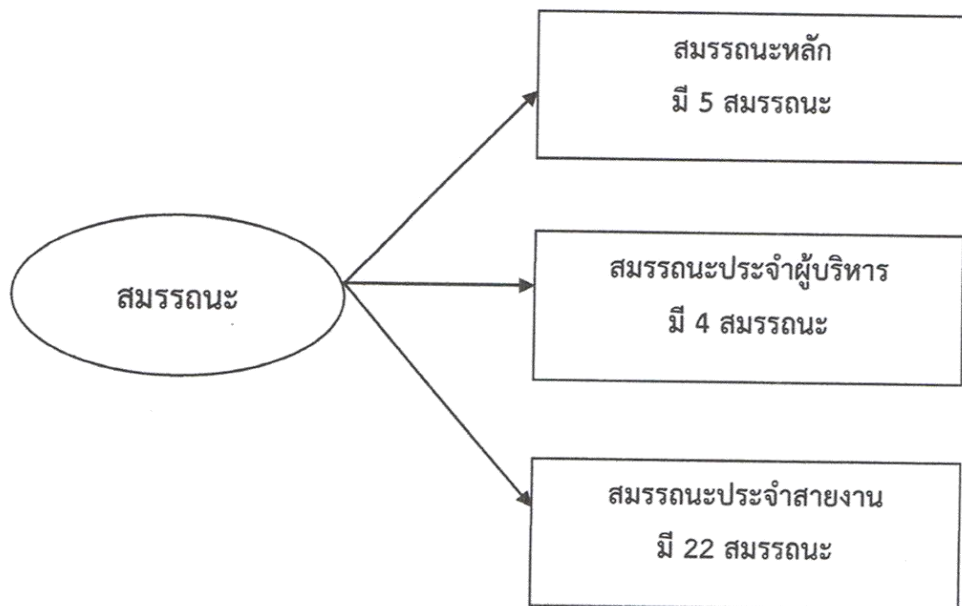 สมรรถนะหลัก
มี 5 สมรรถนะ
สมรรถนะ
สมรรถนะประจำผู้บริหาร
มี 4 สมรรถนะ
สมรรถนะประจำสายงาน
มี 22 สมรรถนะ